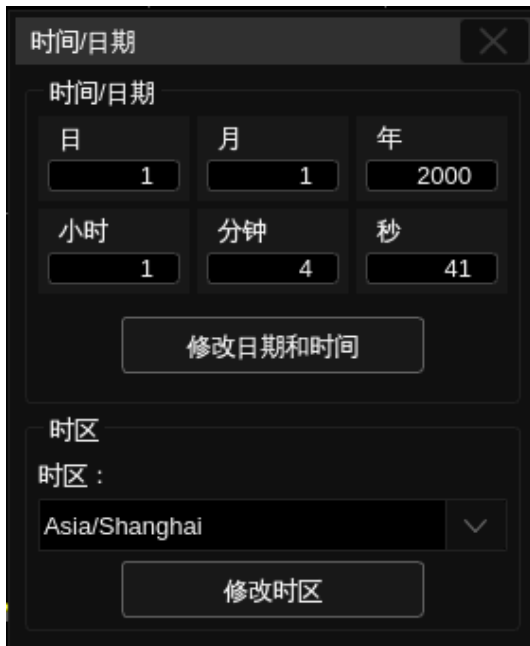 时间/日期
时间/日期
日 月 年
1 1 2000
小时 分钟 秒
1 4 41
修改日期和时间
时区
时区：
Asia/Shanghai
修改时区